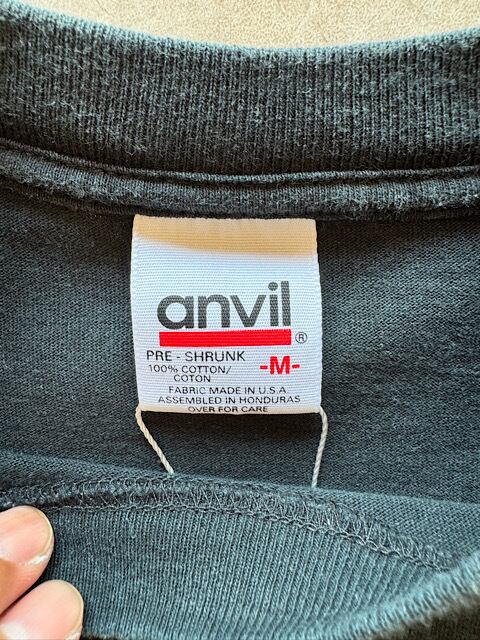 anvil
®
PRE - SHRUNK
100% COTTON/
COTON
-M-
FABRIC MADE IN U.S.A
ASSEMBLED IN HONDURAS
OVER FOR CARE